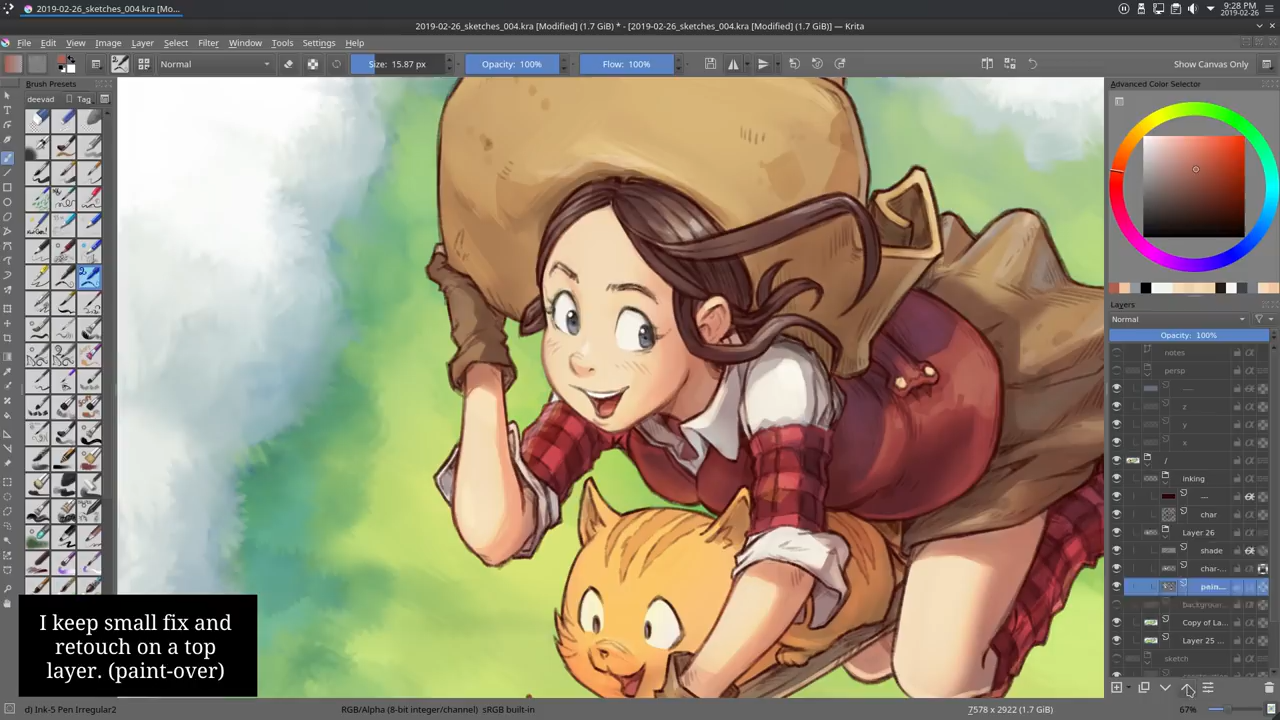 2019-02-26_sketches_004.kra [Mo...
9:28 PM
2019-02-26
2019-02-26_sketches_004.kra [Modified] (1.7 GiB) * - [2019-02-26_sketches_004.kra [Modified] (1.7 GiB)] — Krita
File Edit View Image Layer Select Filter Window Tools Settings Help
Normal Size: 15.87 px Opacity: 100% Flow: 100% Show Canvas Only
Brush Presets
deevad Tag
Advanced Color Selector
Layers
Normal
Opacity: 100%
notes
persp
z
y
x
/
inking
char
Layer 26
shade
char-...
pain...
backgroun...
Copy of La...
Layer 25 ...
sketch
I keep small fix and
retouch on a top
layer. (paint-over)
d) Ink-5 Pen Irregular2 RGB/Alpha (8-bit integer/channel) sRGB built-in 7578 x 2922 (1.7 GiB) 67%